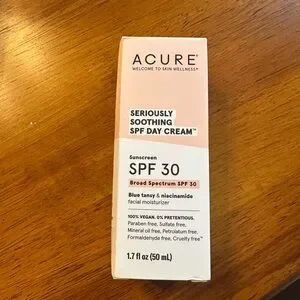 ACURE®
WELCOME TO SKIN WELLNESS®
SERIOUSLY
SOOTHING
SPF DAY CREAM™
Sunscreen
SPF 30
Broad Spectrum SPF 30
Blue tansy & niacinamide
facial moisturizer
100% VEGAN. 0% PRETENTIOUS.
Paraben free, Sulfate free,
Mineral oil free, Petrolatum free,
Formaldehyde free, Cruelty free™
1.7 fl oz (50 mL)